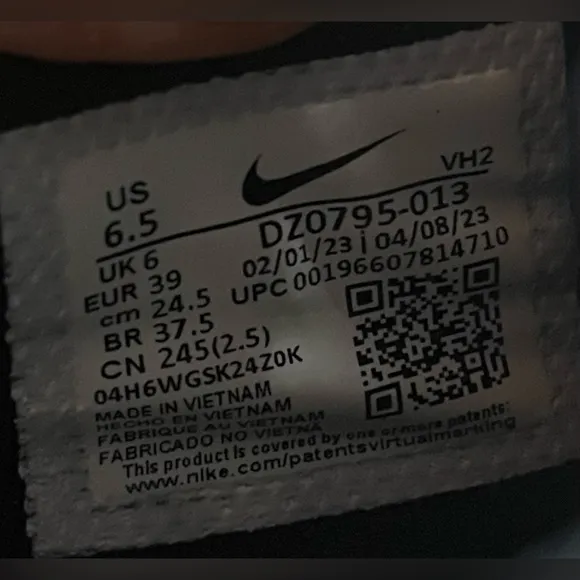 VH2
US
6.5
DZ0795-013
UK 6
02/01/23 | 04/08/23
EUR 39
UPC 00196607814710
cm 24.5
BR 37.5
CN 245(2.5)
04H6WGSK24Z0K
MADE IN VIETNAM
HECHO EN VIETNAM
FABRIQUE AU VIETNAM
FABRICADO NO VIETNÃ
This product is covered by one or more patents:
www.nike.com/patentsvirtualmarking